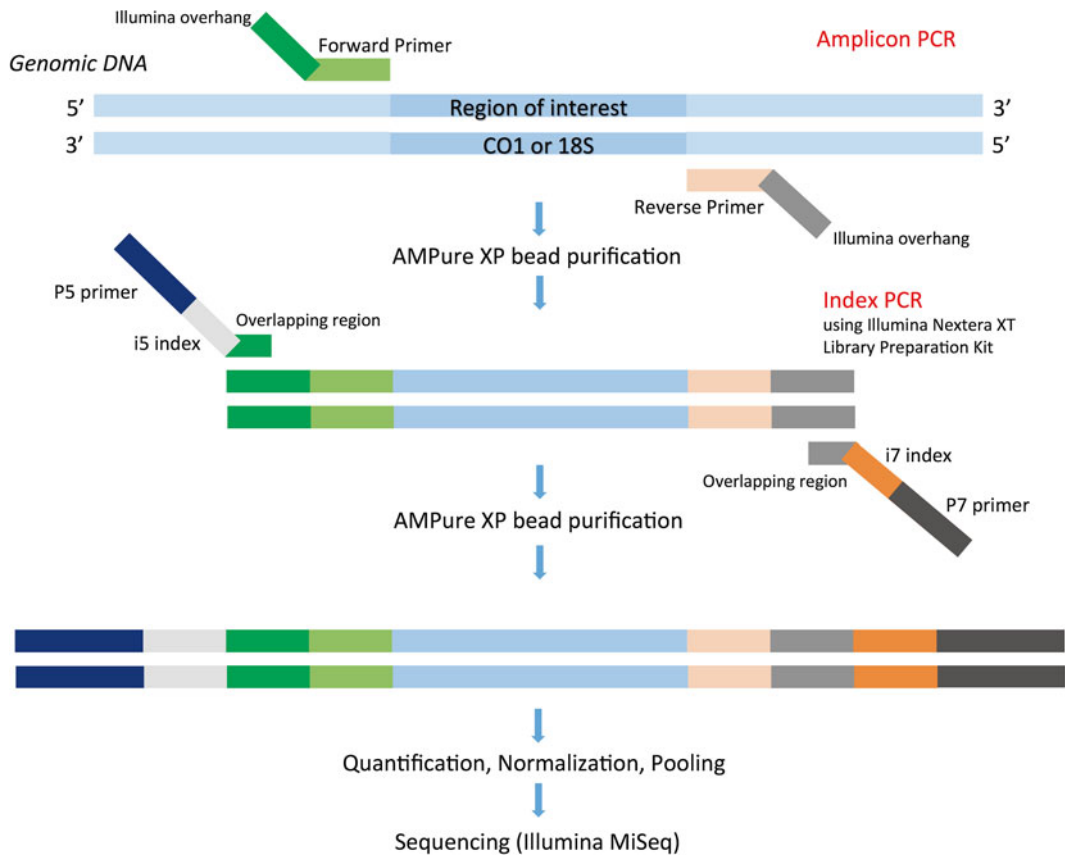 Illumina overhang
Forward Primer
Amplicon PCR
Genomic DNA
5’
Region of interest
3’
3’
CO1 or 18S
5’
Reverse Primer
Illumina overhang
AMPure XP bead purification
P5 primer
i5 index
Overlapping region
Index PCR
using Illumina Nextera XT
Library Preparation Kit
i7 index
Overlapping region
P7 primer
AMPure XP bead purification
Quantification, Normalization, Pooling
Sequencing (Illumina MiSeq)